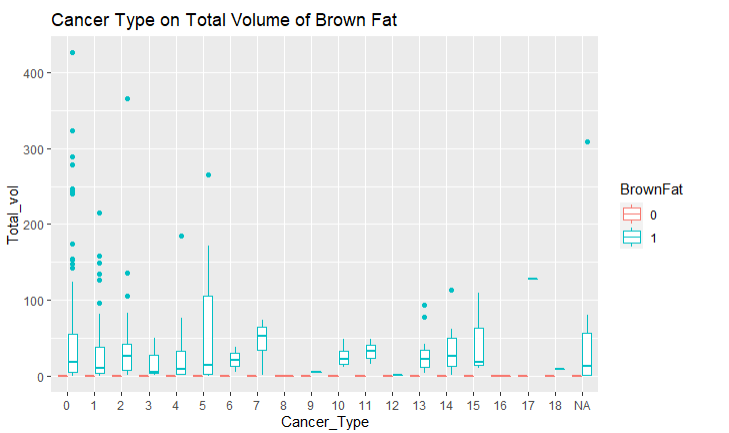 Cancer Type on Total Volume of Brown Fat
400
300
200
100
0
Total_vol
0 1 2 3 4 5 6 7 8 9 10 11 12 13 14 15 16 17 18 NA
Cancer_Type
BrownFat
0
1